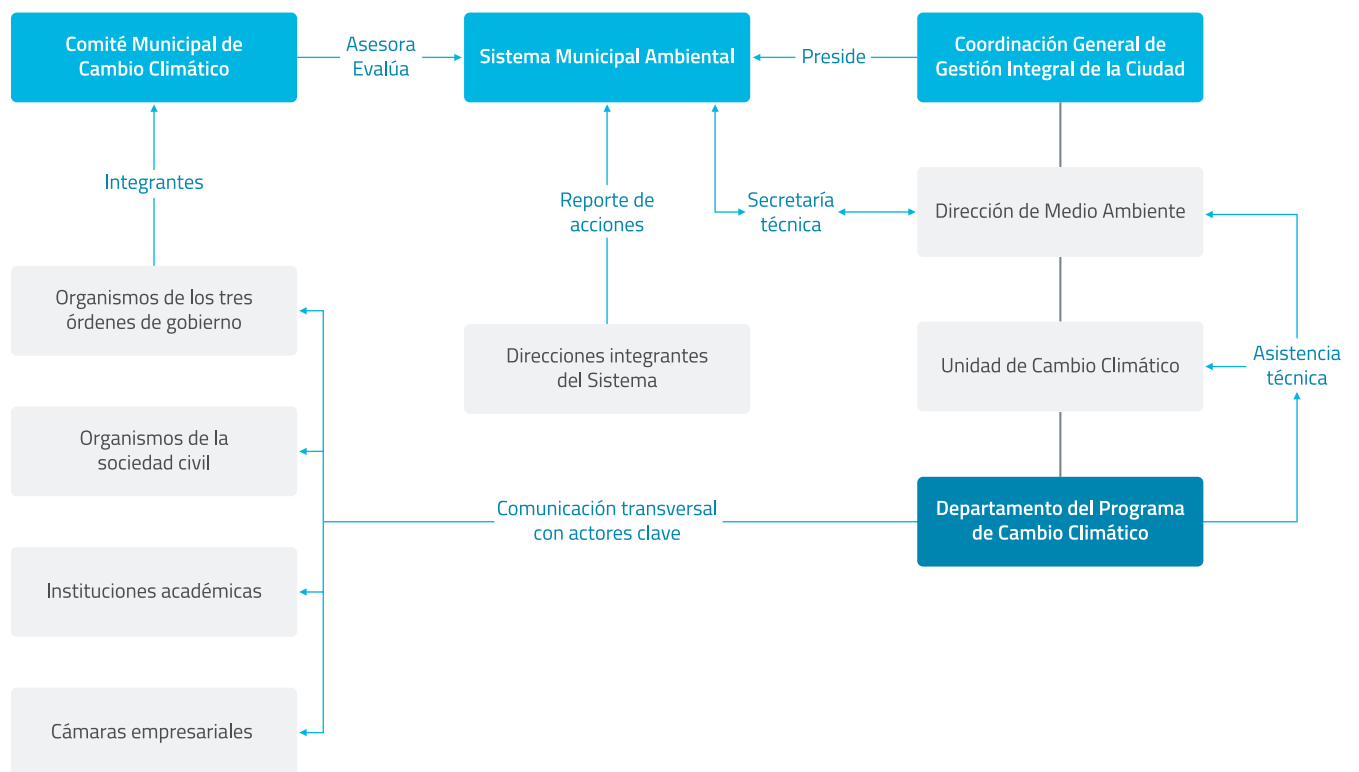 Comité Municipal de
Cambio Climático
Asesora
Evalúa
Sistema Municipal Ambiental
Preside
Coordinación General de
Gestión Integral de la Ciudad
Integrantes
Reporte de
acciones
Secretaría
técnica
Dirección de Medio Ambiente
Organismos de los tres
órdenes de gobierno
Direcciones integrantes
del Sistema
Unidad de Cambio Climático
Asistencia
técnica
Organismos de la
sociedad civil
Comunicación transversal
con actores clave
Departamento del Programa
de Cambio Climático
Instituciones académicas
Cámaras empresariales